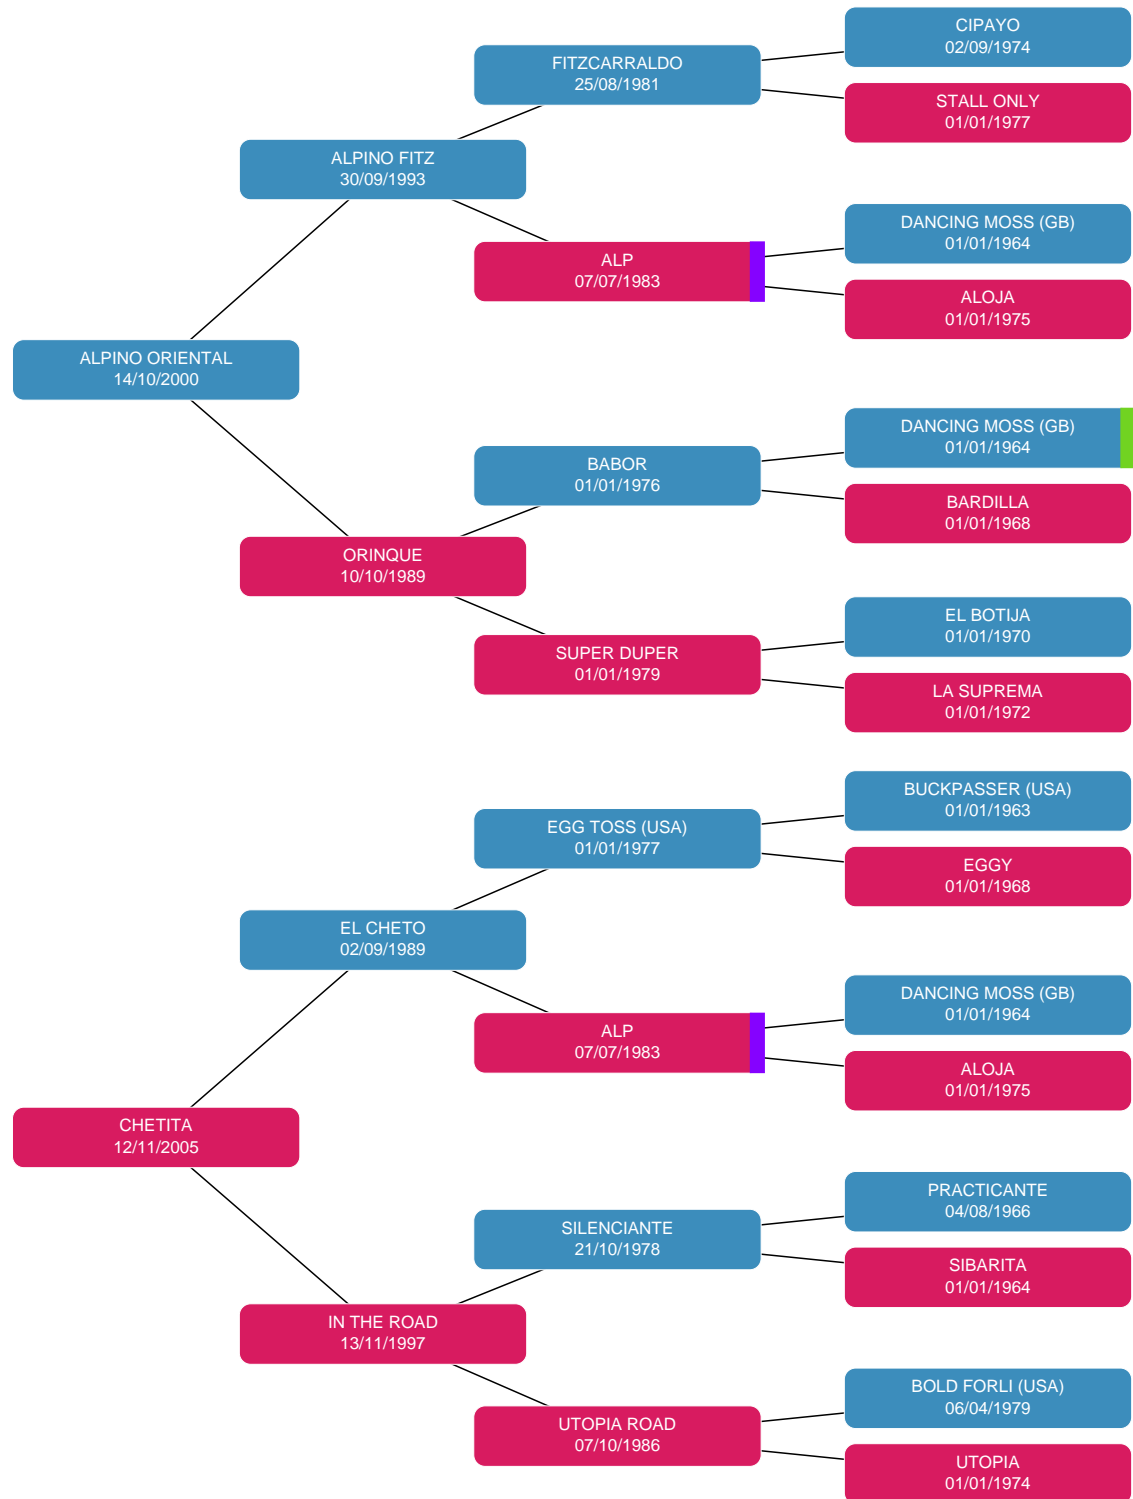 CIPAYO
02/09/1974
FITZCARRALDO
25/08/1981
STALL ONLY
01/01/1977
ALPINO FITZ
30/09/1993
DANCING MOSS (GB)
01/01/1964
ALP
07/07/1983
ALOJA
01/01/1975
ALPINO ORIENTAL
14/10/2000
DANCING MOSS (GB)
01/01/1964
BABOR
01/01/1976
BARDILLA
01/01/1968
ORINQUE
10/10/1989
EL BOTIJA
01/01/1970
SUPER DUPER
01/01/1979
LA SUPREMA
01/01/1972
BUCKPASSER (USA)
01/01/1963
EGG TOSS (USA)
01/01/1977
EGGY
01/01/1968
EL CHETO
02/09/1989
DANCING MOSS (GB)
01/01/1964
ALP
07/07/1983
ALOJA
01/01/1975
CHETITA
12/11/2005
PRACTICANTE
04/08/1966
SILENCIANTE
21/10/1978
SIBARITA
01/01/1964
IN THE ROAD
13/11/1997
BOLD FORLI (USA)
06/04/1979
UTOPIA ROAD
07/10/1986
UTOPIA
01/01/1974